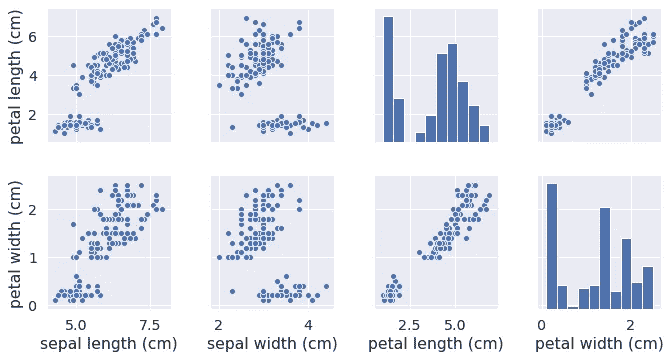 petal length (cm)
6
4
2
petal width (cm)
2
1
0
5.0 7.5 2 4 2.5 5.0 0 2
sepal length (cm) sepal width (cm) petal length (cm) petal width (cm)